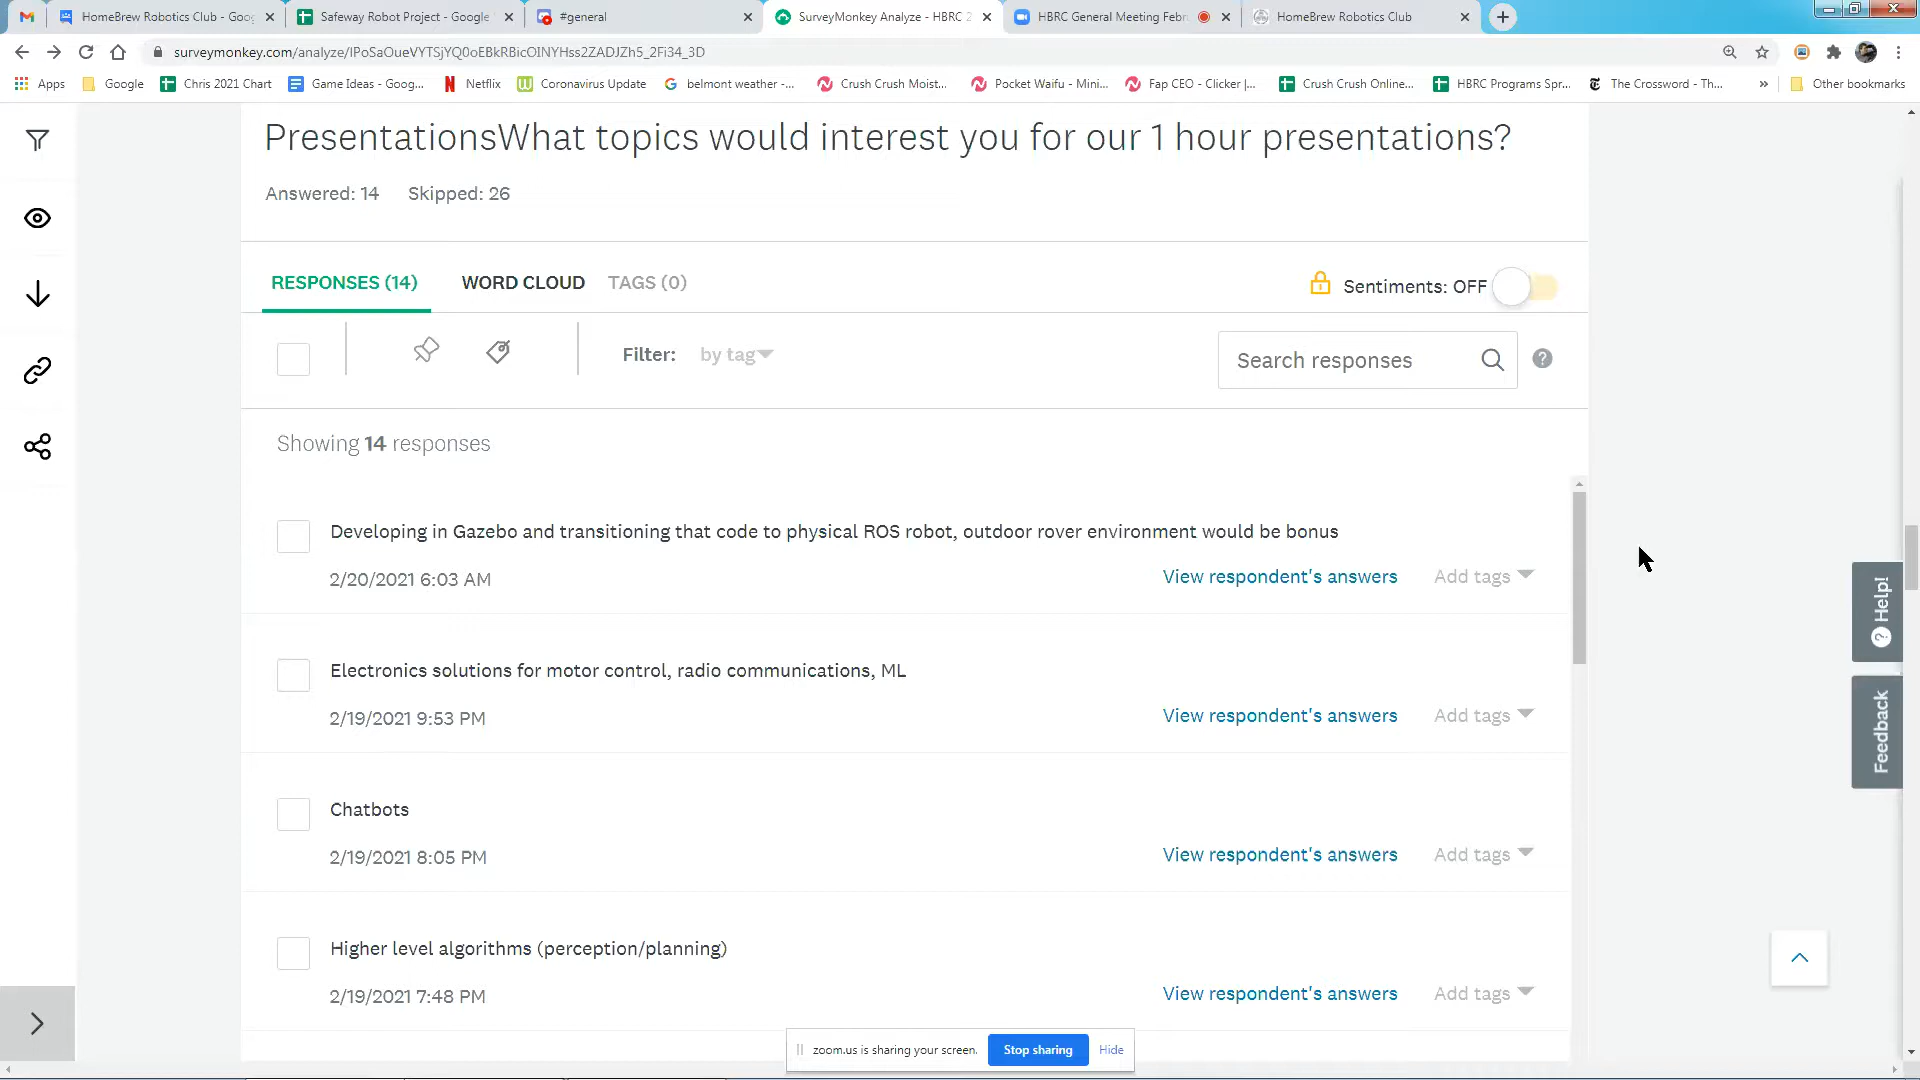 HomeBrew Robotics Club - Goog
Safeway Robot Project - Google
#general
SurveyMonkey Analyze - HBRC 2
HBRC General Meeting Febr
HomeBrew Robotics Club
surveymonkey.com/analyze/IPoSaOueVYTSjYQ0oEBkRBicOINYHss2ZADJZh5_2Fi34_3D
Apps
Google
Chris 2021 Chart
Game Ideas - Goog...
Netflix
Coronavirus Update
belmont weather -...
Crush Crush Moist...
Pocket Waifu - Mini...
Fap CEO - Clicker |...
Crush Crush Online...
HBRC Programs Spr...
The Crossword - Th...
»
Other bookmarks
PresentationsWhat topics would interest you for our 1 hour presentations?
Answered: 14 Skipped: 26
RESPONSES (14) WORD CLOUD TAGS (0)
Sentiments: OFF
Filter: by tag
Search responses
?
Showing 14 responses
Developing in Gazebo and transitioning that code to physical ROS robot, outdoor rover environment would be bonus
2/20/2021 6:03 AM
View respondent's answers Add tags
Electronics solutions for motor control, radio communications, ML
2/19/2021 9:53 PM
View respondent's answers Add tags
Chatbots
2/19/2021 8:05 PM
View respondent's answers Add tags
Higher level algorithms (perception/planning)
2/19/2021 7:48 PM
View respondent's answers Add tags
? Help!
Feedback
zoom.us is sharing your screen. Stop sharing Hide